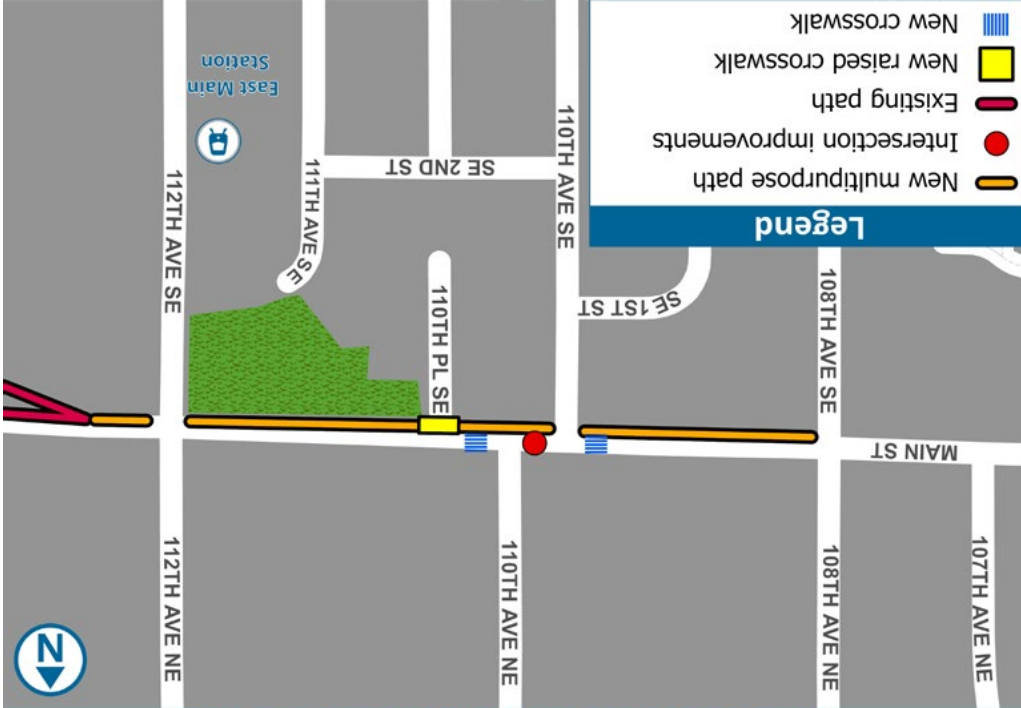 107TH AVE NE
108TH AVE NE
110TH AVE NE
112TH AVE NE
N
MAIN ST
108TH AVE SE
SE 1ST ST
110TH AVE SE
110TH PL SE
111TH AVE SE
112TH AVE SE
SE 2ND ST
East Main
Station
Legend
New multipurpose path
Intersection improvements
Existing path
New raised crosswalk
New crosswalk